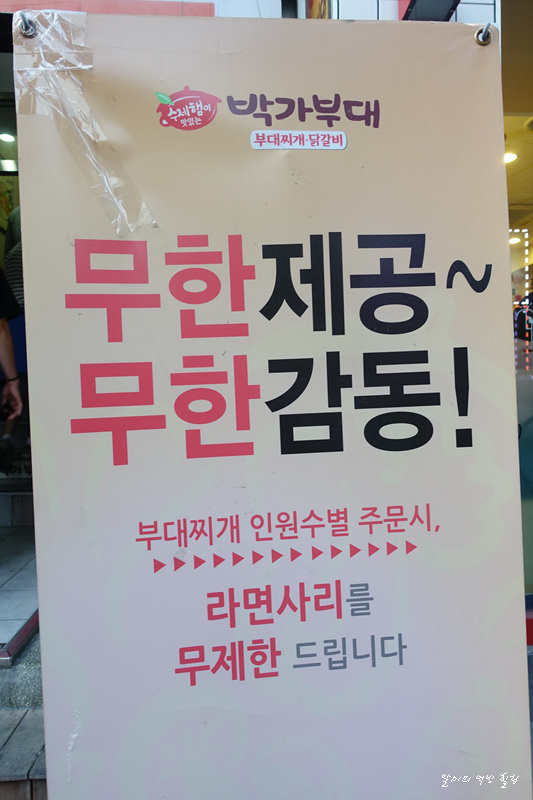 수제햄이
맛있는
박가부대
부대찌개·닭갈비
무한제공~
무한감동!
부대찌개 인원수별 주문시,
라면사리를
무제한 드립니다